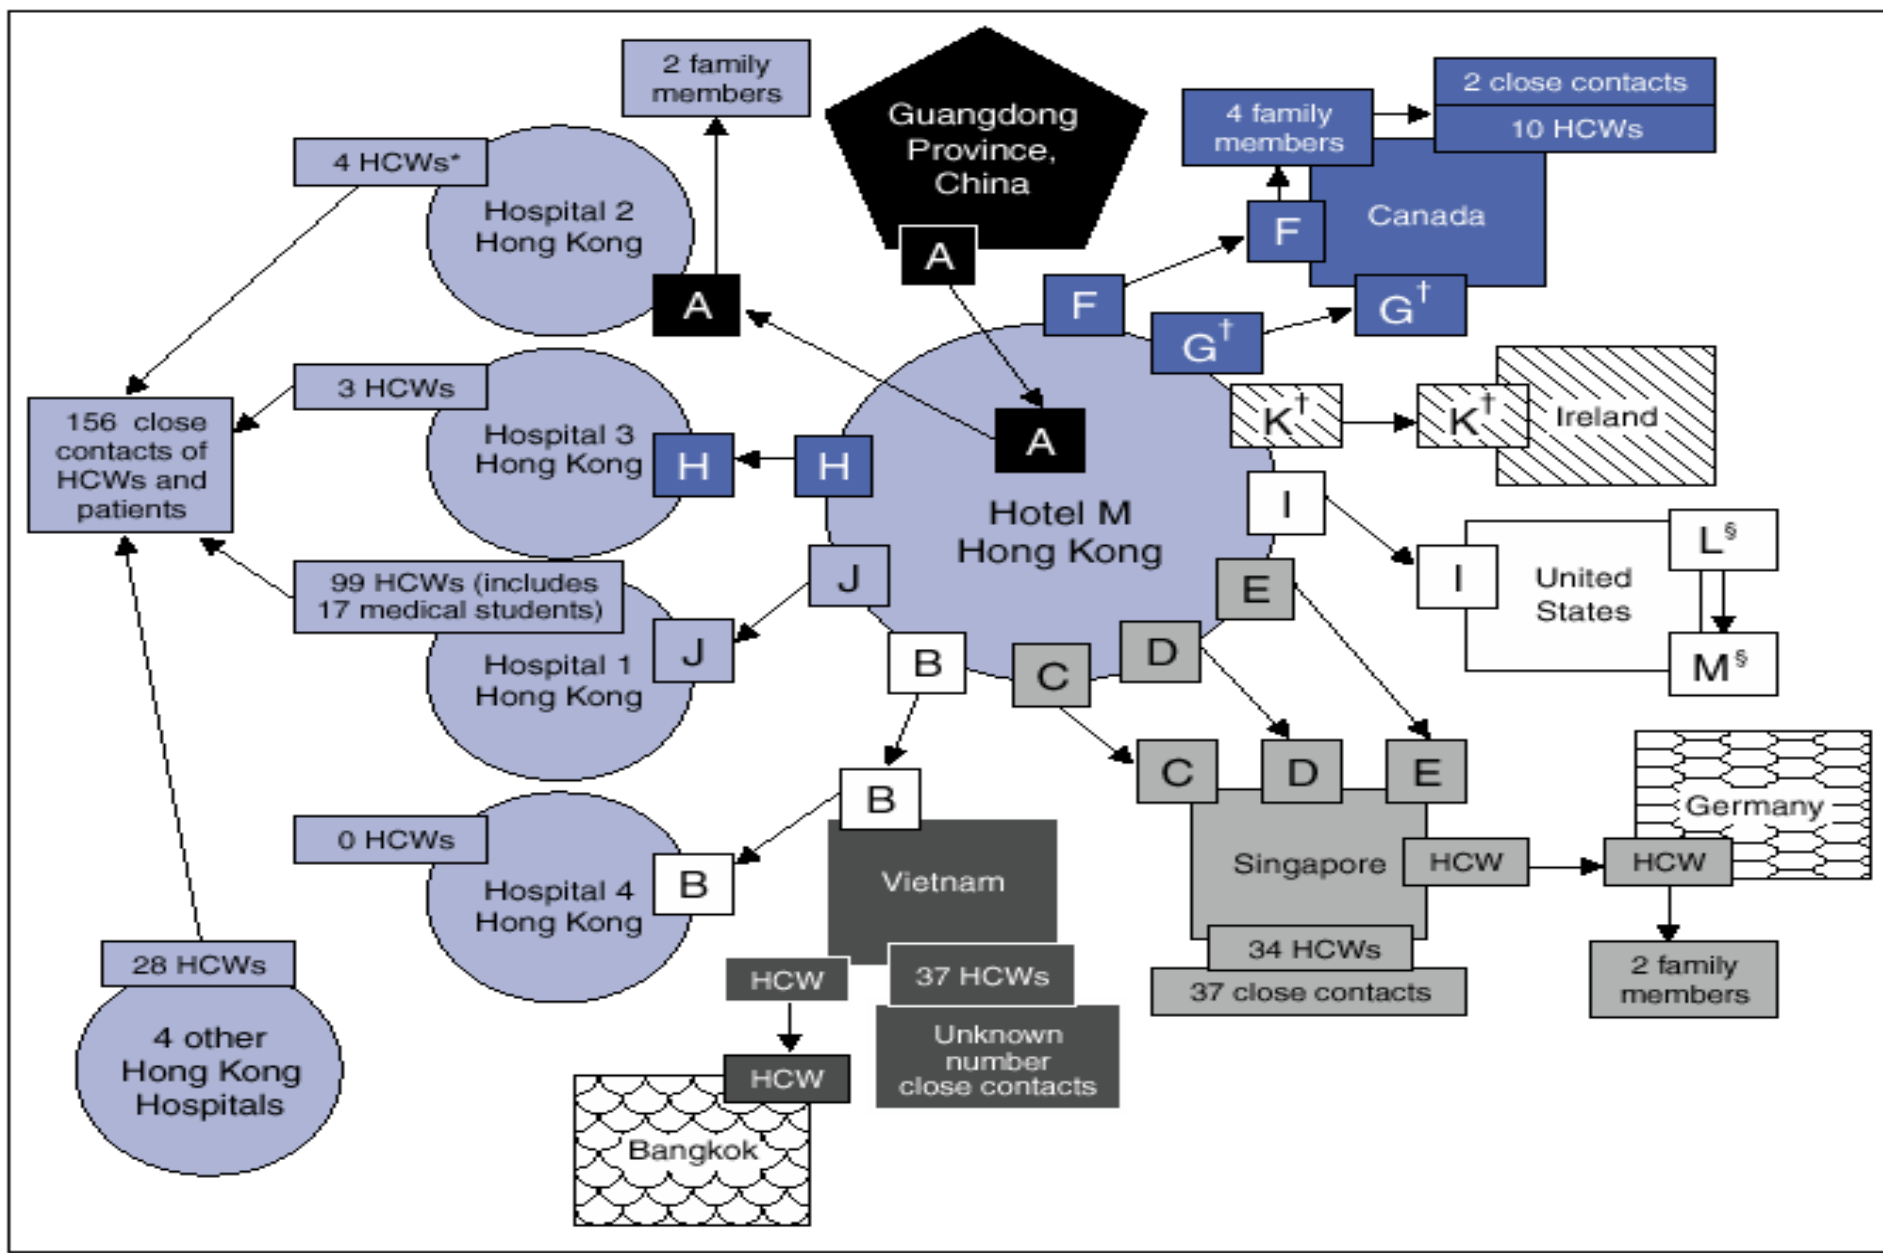 2 family
members
Guangdong
Province,
China
A
2 close contacts
10 HCWs
4 family
members
Canada
F
G†
4 HCWs*
Hospital 2
Hong Kong
A
F
G†
K†
K†
Ireland
3 HCWs
Hospital 3
Hong Kong
H
H
A
Hotel M
Hong Kong
156 close
contacts of
HCWs and
patients
I
I
United
States
L§
M§
99 HCWs (includes
17 medical students)
Hospital 1
Hong Kong
J
J
B
C
D
E
B
C
D
E
0 HCWs
Hospital 4
Hong Kong
B
Vietnam
Singapore
HCW
HCW
Germany
2 family
members
34 HCWs
37 close contacts
HCW
37 HCWs
Unknown
number
close contacts
HCW
Bangkok
28 HCWs
4 other
Hong Kong
Hospitals